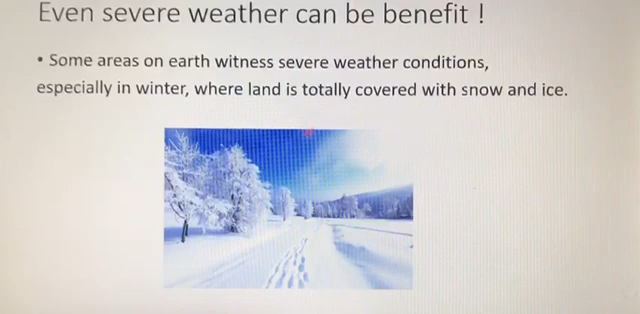 Even severe weather can be benefit !
• Some areas on earth witness severe weather conditions,
especially in winter, where land is totally covered with snow and ice.